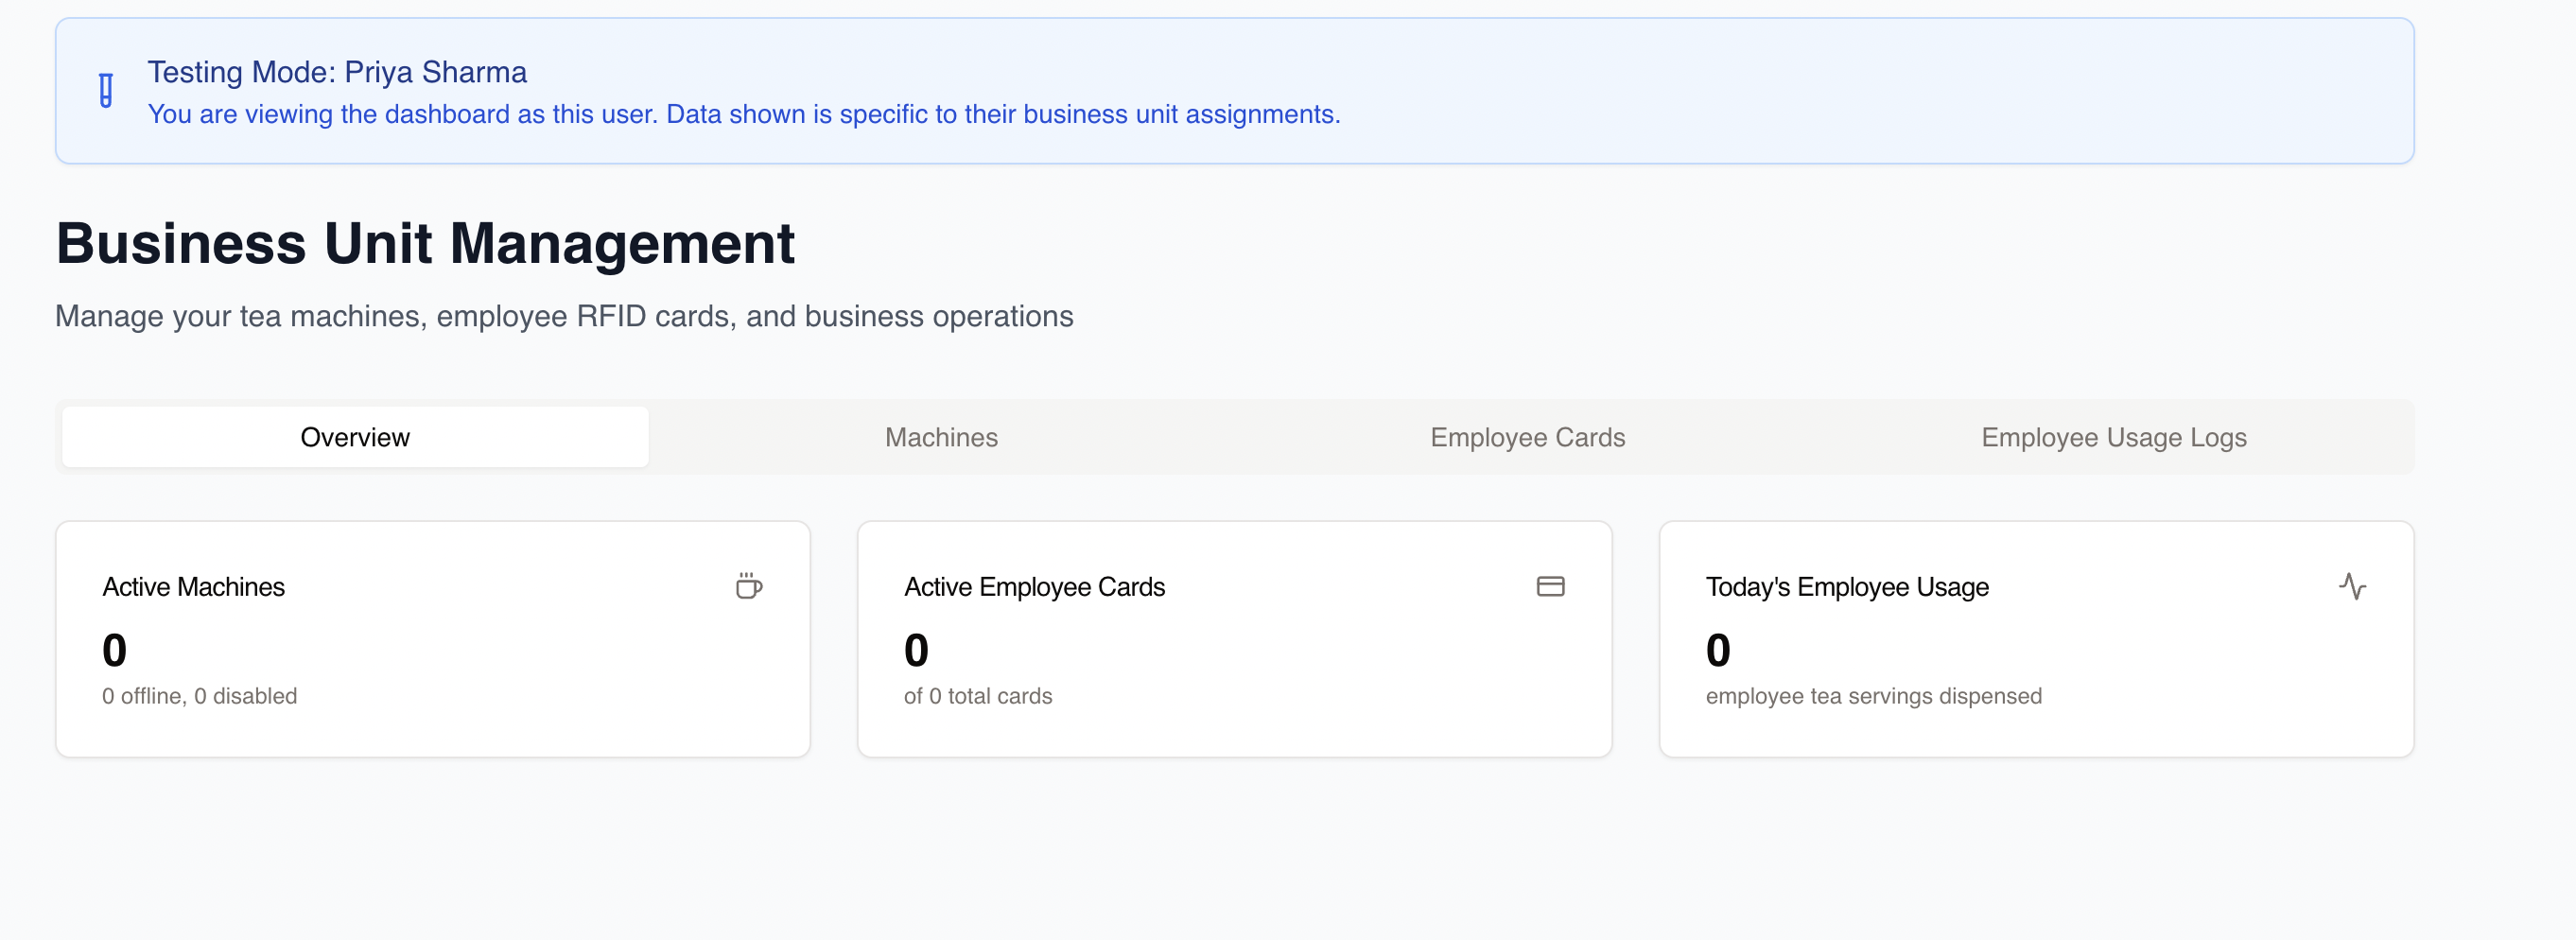 Testing Mode: Priya Sharma
You are viewing the dashboard as this user. Data shown is specific to their business unit assignments.
Business Unit Management
Manage your tea machines, employee RFID cards, and business operations
Overview
Machines
Employee Cards
Employee Usage Logs
Active Machines
0
0 offline, 0 disabled
Active Employee Cards
0
of 0 total cards
Today's Employee Usage
0
employee tea servings dispensed